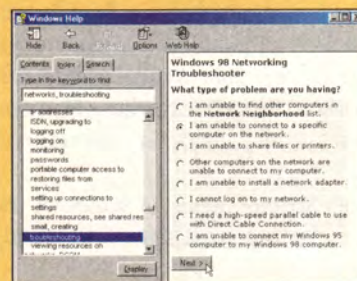 Windows Help
Hide Back Options Web Help
Contents Index Search
Type in the keyword to find:
networks, troubleshooting
IP addresses
ISDN, upgrading to
logging off
logging on
monitoring
passwords
portable computer access to
restoring files from
services
setting up connections to
settings
shared resources, see shared res
small, creating
troubleshooting
viewing resources on
Display
Windows 98 Networking
Troubleshooter
What type of problem are you having?
I am unable to find other computers in
the Network Neighborhood list.
I am unable to connect to a specific
computer on the network.
I am unable to share files or printers.
Other computers on the network are
unable to connect to my computer.
I am unable to install a network adapter.
I cannot log on to my network.
I need a high-speed parallel cable to use
with Direct Cable Connection.
I am unable to connect my Windows 95
computer to my Windows 98 computer.
Next >